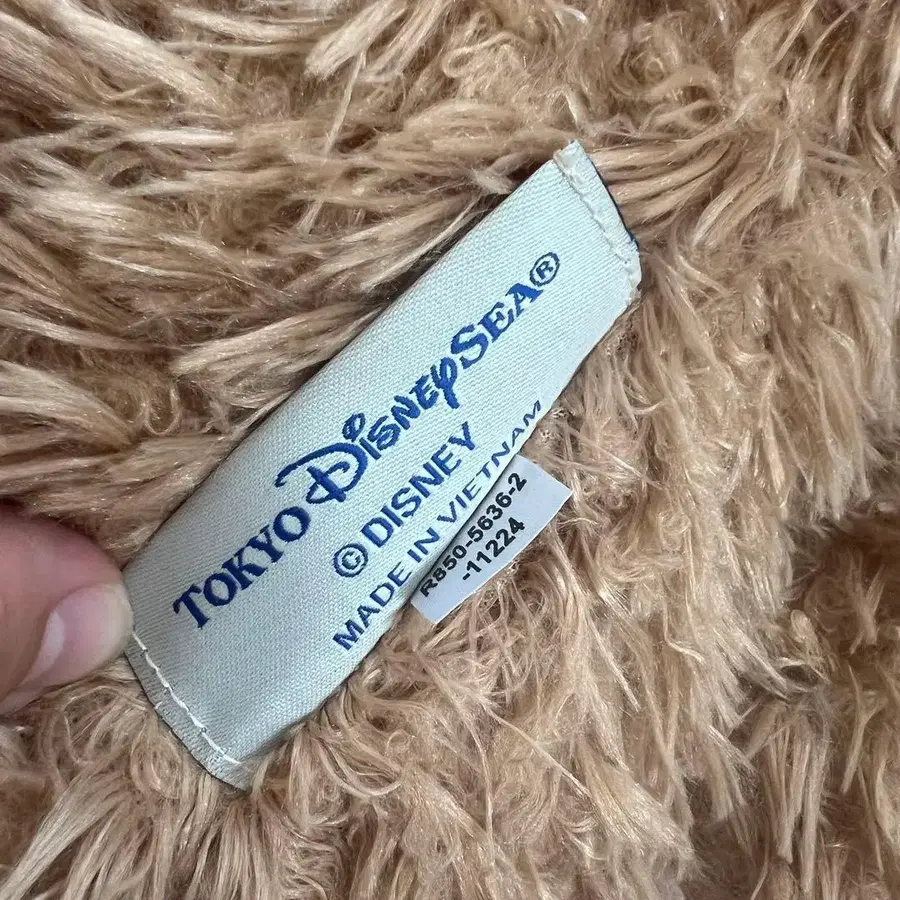 TOKYO DISNEYSEA®
© DISNEY
MADE IN VIETNAM
R850-5636-2
-11224